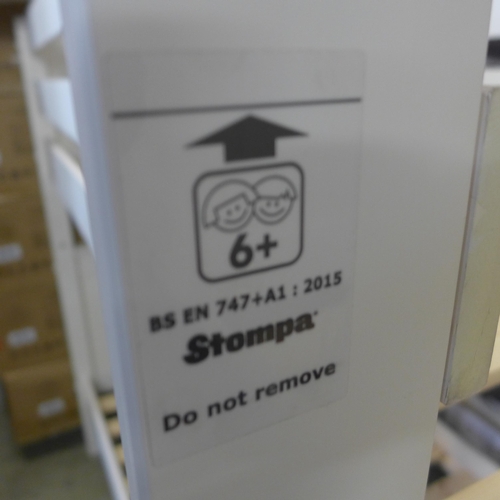 6+
BS EN 747+A1 : 2015
Stompa
Do not remove